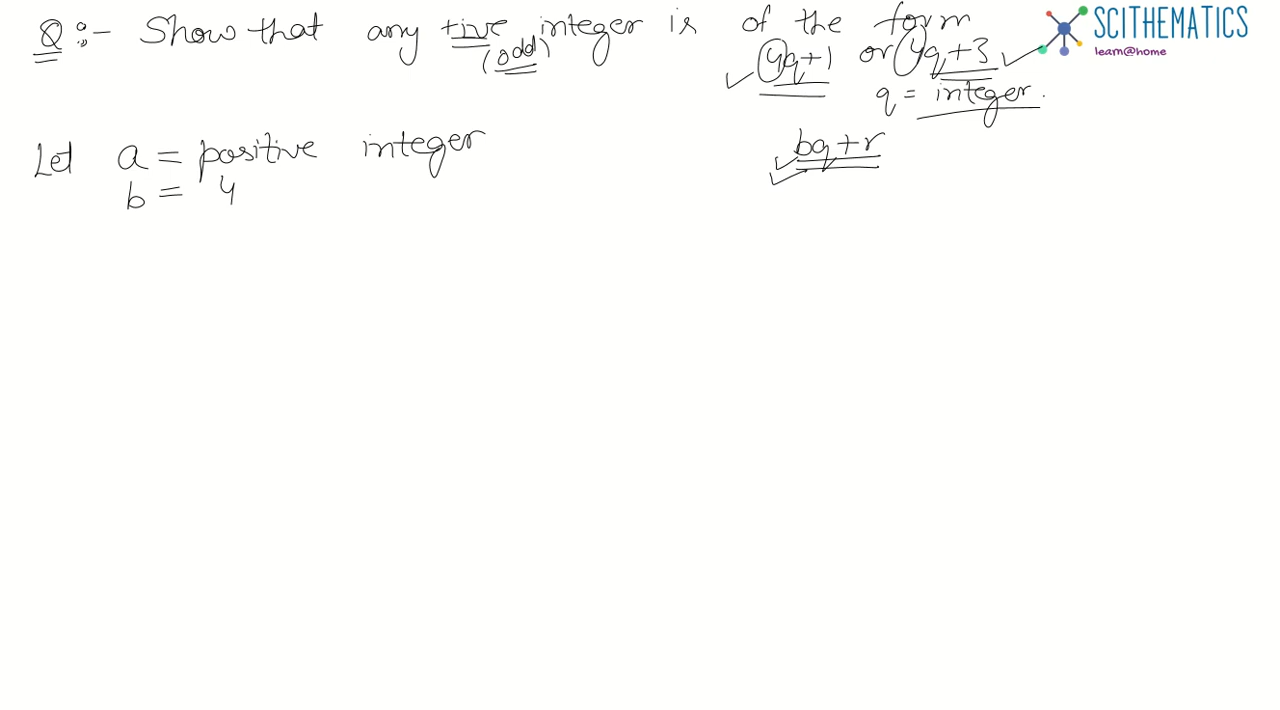 Q :- Show that any +ive (odd) integer is of the form
4q+1 or 4q+3
q = integer.
bq+r
Let a = positive integer
b = 4
SCITHEMATICS
learn@home